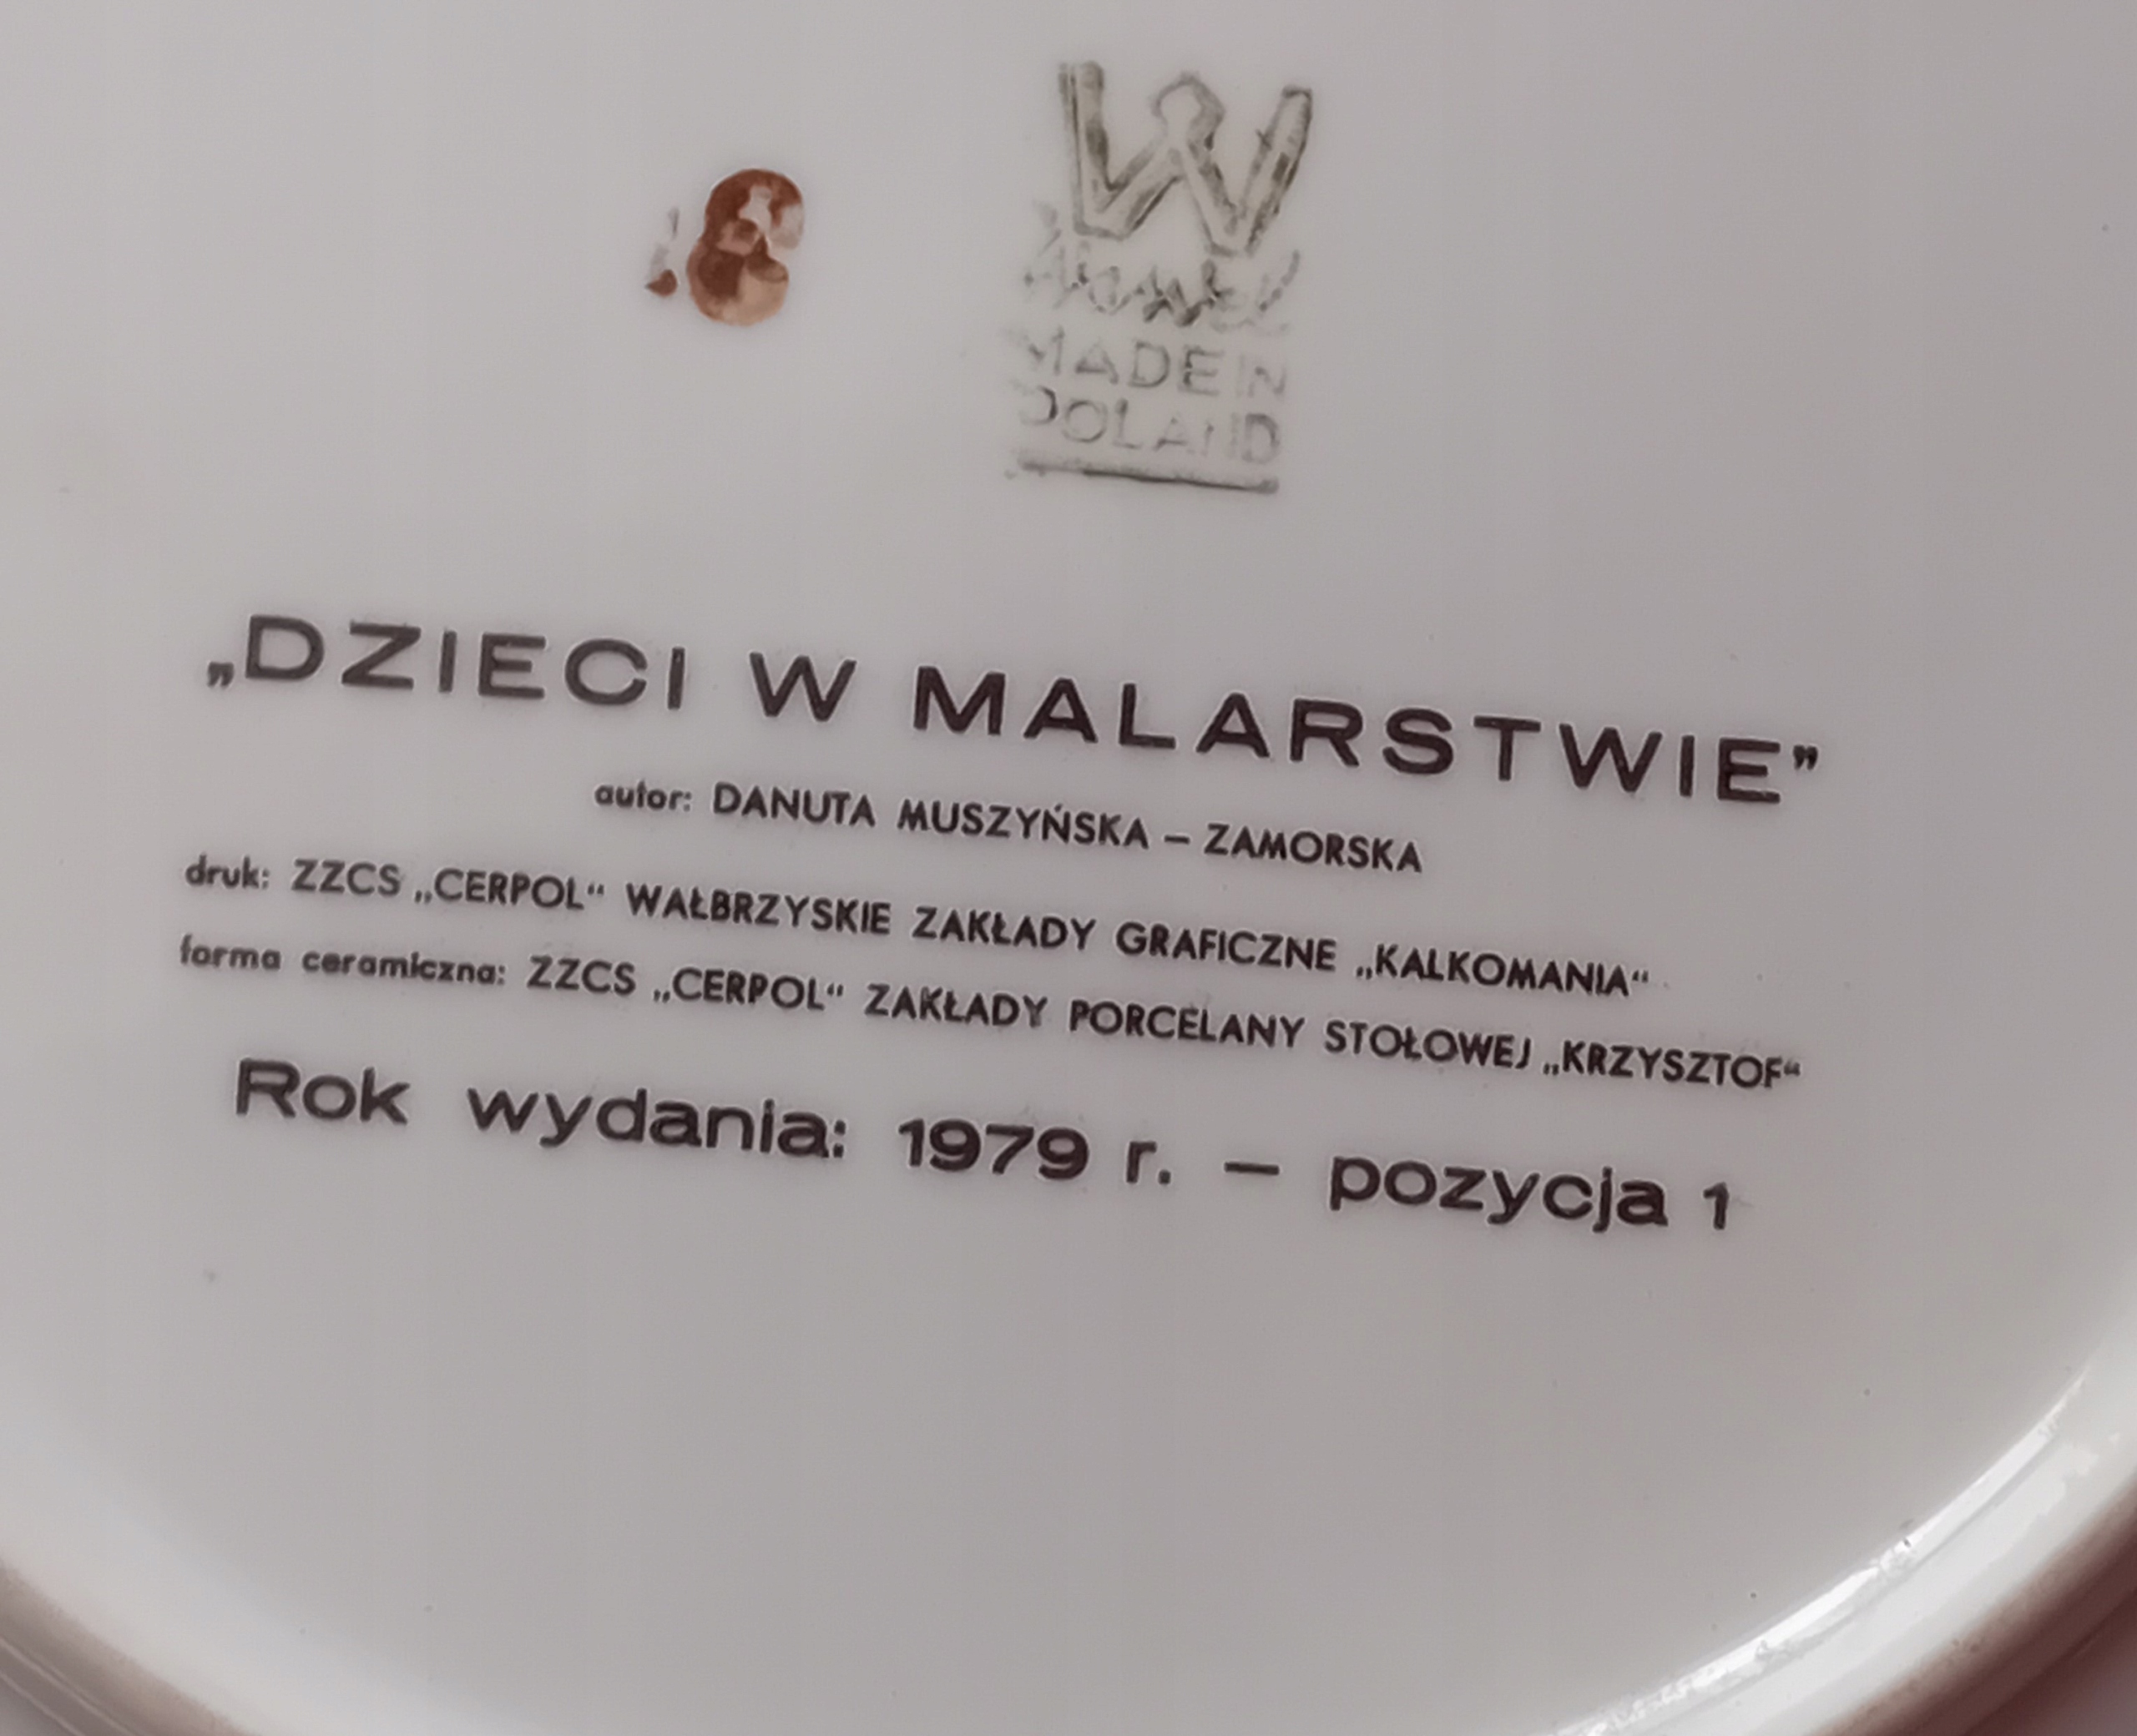 W
Wawel
MADE IN
POLAND
„DZIECI W MALARSTWIE”
autor: DANUTA MUSZYŃSKA – ZAMORSKA
druk: ZZCS „CERPOL“ WAŁBRZYSKIE ZAKŁADY GRAFICZNE „KALKOMANIA“
forma ceramiczna: ZZCS „CERPOL“ ZAKŁADY PORCELANY STOŁOWEJ „KRZYSZTOF“
Rok wydania: 1979 r. – pozycja 1